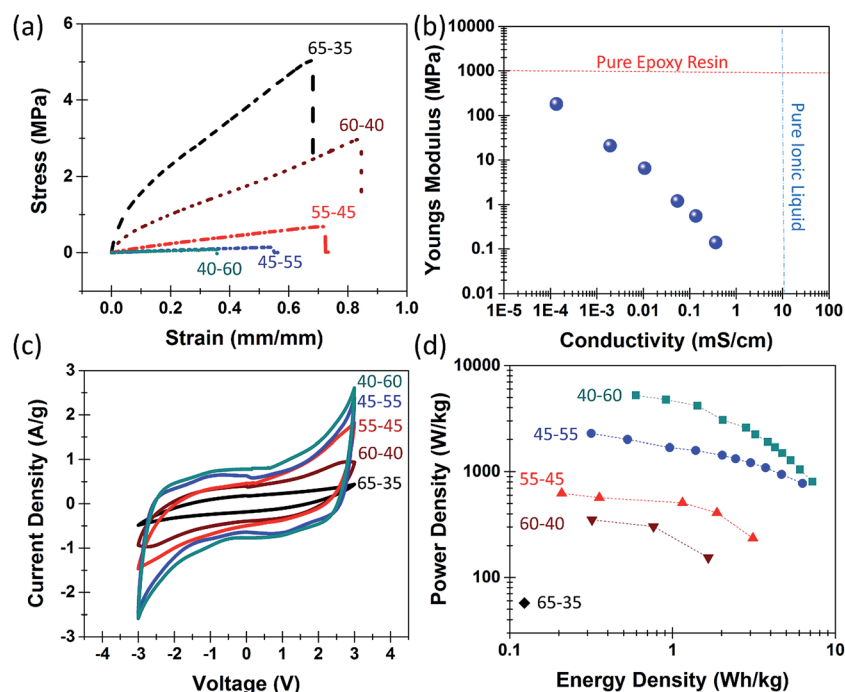 (a)
Stress (MPa)
6
5
4
3
2
1
0
65-35
60-40
55-45
45-55
40-60
0.0 0.2 0.4 0.6 0.8 1.0
Strain (mm/mm)
(b)
Youngs Modulus (MPa)
10000
1000
100
10
1
0.1
0.01
Pure Epoxy Resin
Pure Ionic Liquid
1E-5 1E-4 1E-3 0.01 0.1 1 10 100
Conductivity (mS/cm)
(c)
Current Density (A/g)
3
2
1
0
-1
-2
-3
40-60
45-55
55-45
60-40
65-35
-4 -3 -2 -1 0 1 2 3 4
Voltage (V)
(d)
Power Density (W/kg)
10000
1000
100
40-60
45-55
55-45
60-40
65-35
0.1 1 10
Energy Density (Wh/kg)